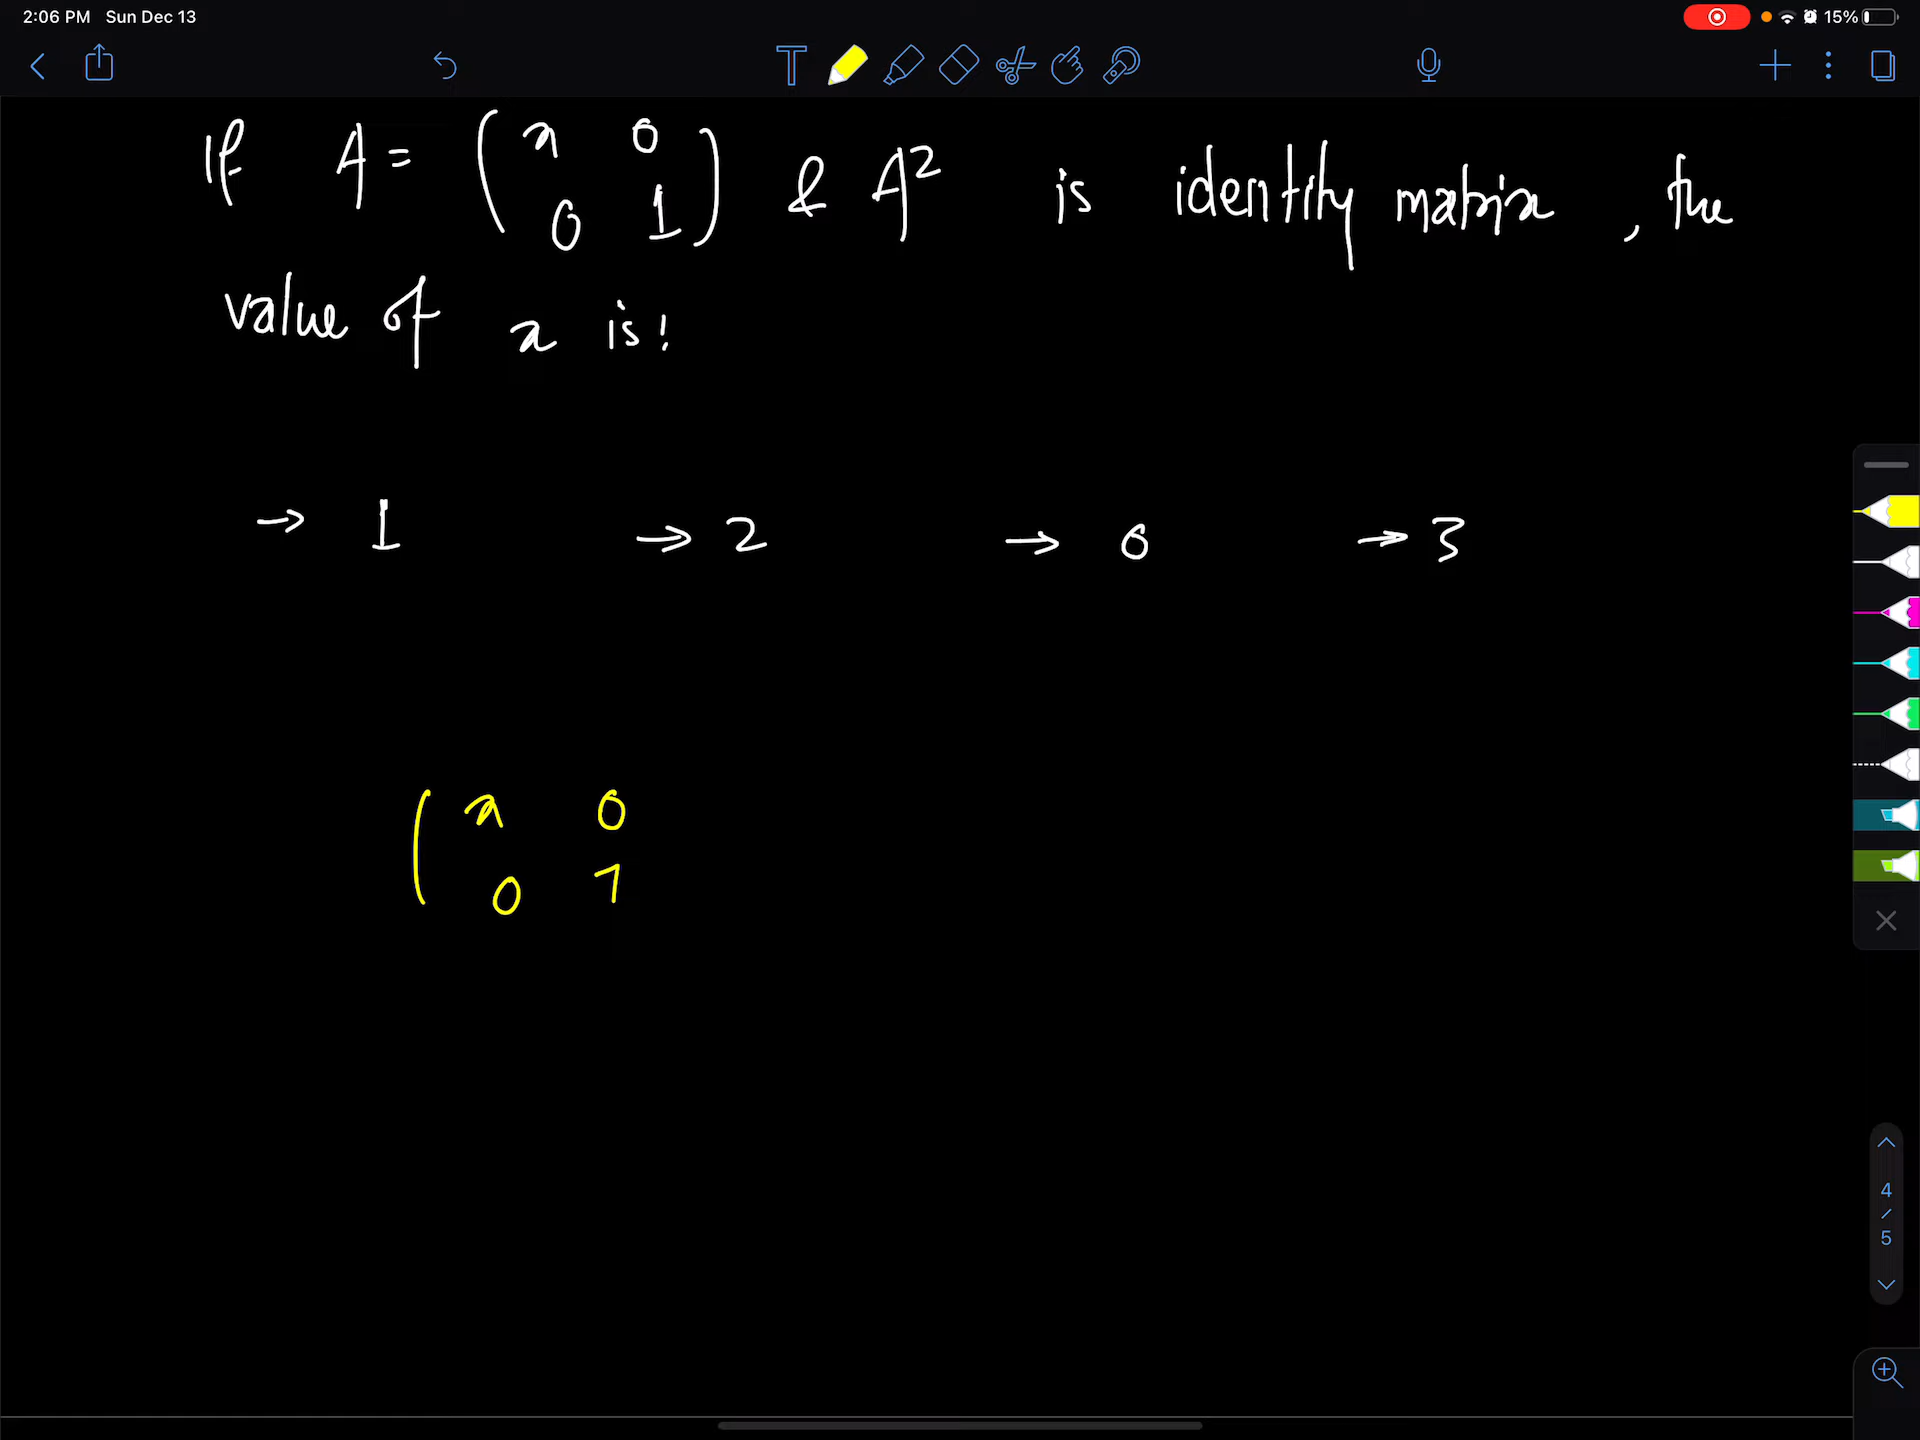 2:06 PM Sun Dec 13
15%
T
If A = ( x 0 ) & A² is identity matrix, the
0 1
value of x is:
→ 1 → 2 → 0 → 3
( x 0
0 1
4
/
5